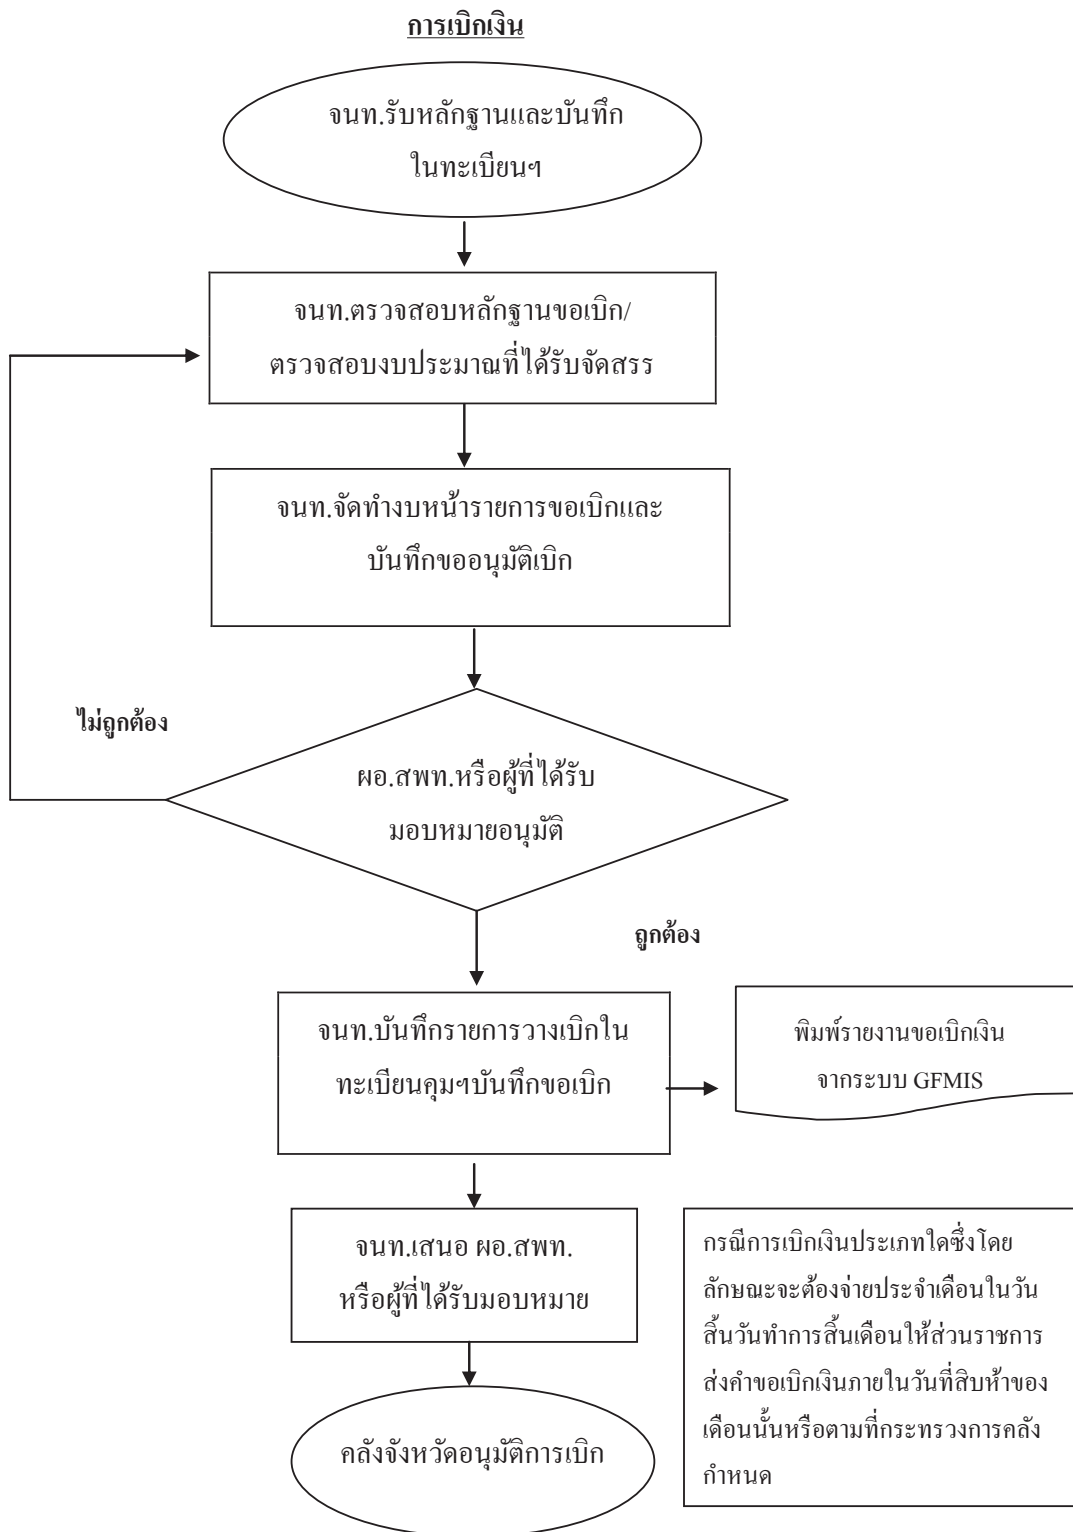 การเบิกเงิน
จนท.รับหลักฐานและบันทึก
ในทะเบียนฯ
จนท.ตรวจสอบหลักฐานขอเบิก/
ตรวจสอบงบประมาณที่ได้รับจัดสรร
จนท.จัดทำงบหน้ารายการขอเบิกและ
บันทึกขออนุมัติเบิก
ไม่ถูกต้อง
ผอ.สพท.หรือผู้ที่ได้รับ
มอบหมายอนุมัติ
ถูกต้อง
จนท.บันทึกรายการวางเบิกใน
ทะเบียนคุมฯบันทึกขอเบิก
พิมพ์รายงานขอเบิกเงิน
จากระบบ GFMIS
จนท.เสนอ ผอ.สพท.
หรือผู้ที่ได้รับมอบหมาย
กรณีการเบิกเงินประเภทใดซึ่งโดย
ลักษณะจะต้องจ่ายประจำเดือนในวัน
สิ้นวันทำการสิ้นเดือนให้ส่วนราชการ
ส่งคำขอเบิกเงินภายในวันที่สิบห้าของ
เดือนนั้นหรือตามที่กระทรวงการคลัง
กำหนด
คลังจังหวัดอนุมัติการเบิก